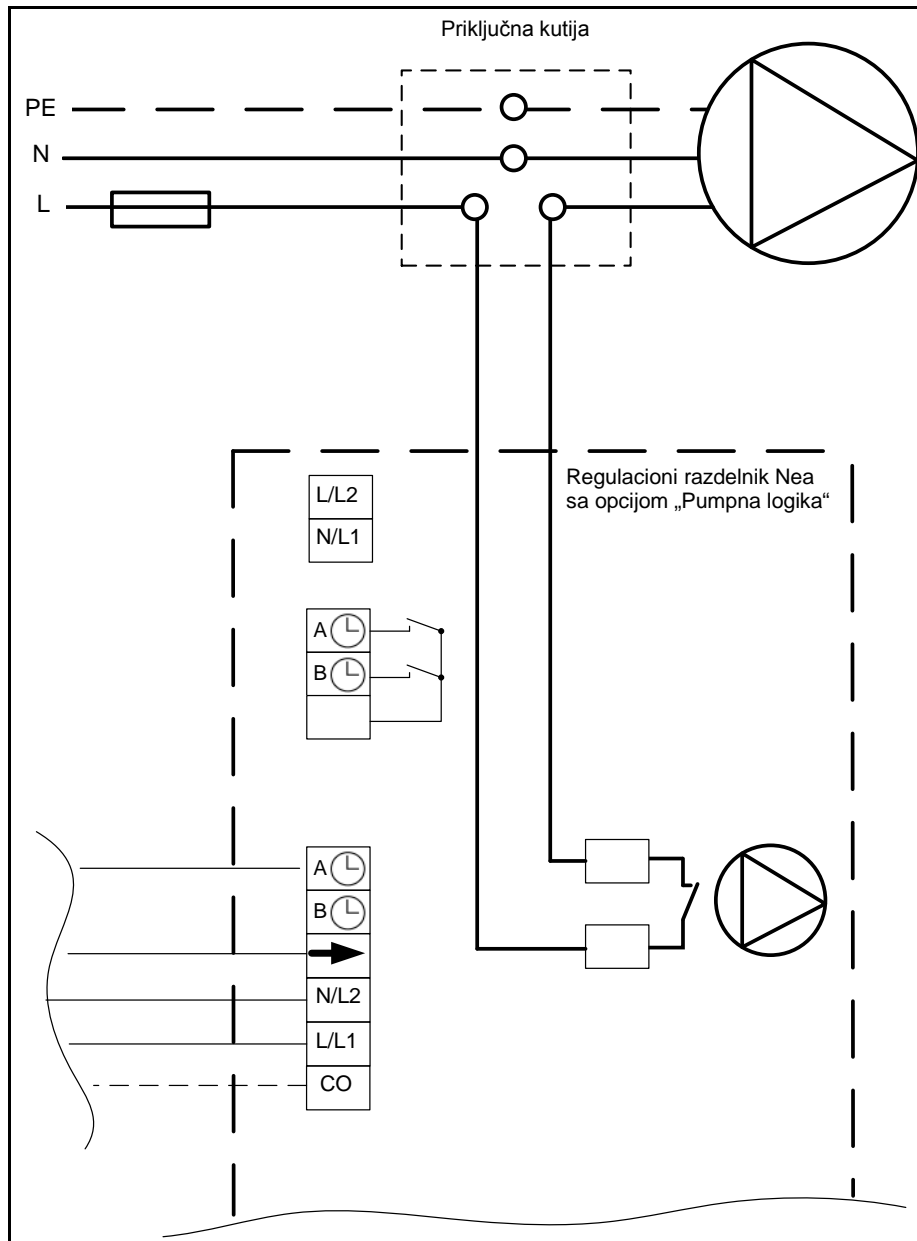 Priključna kutija
PE
N
L
Regulacioni razdelnik Nea
sa opcijom „Pumpna logika“
L/L2
N/L1
A
B
A
B
N/L2
L/L1
CO